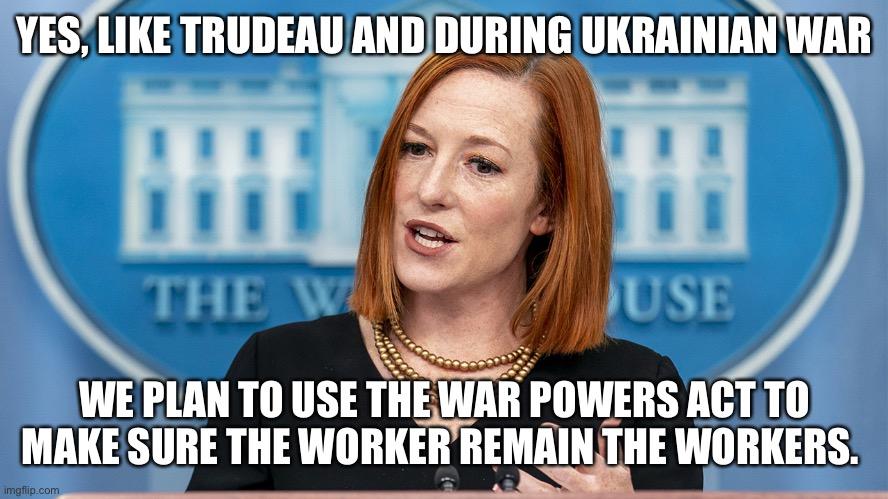 YES, LIKE TRUDEAU AND DURING UKRAINIAN WAR
THE W OUSE
WE PLAN TO USE THE WAR POWERS ACT TO
MAKE SURE THE WORKER REMAIN THE WORKERS.
imgflip.com